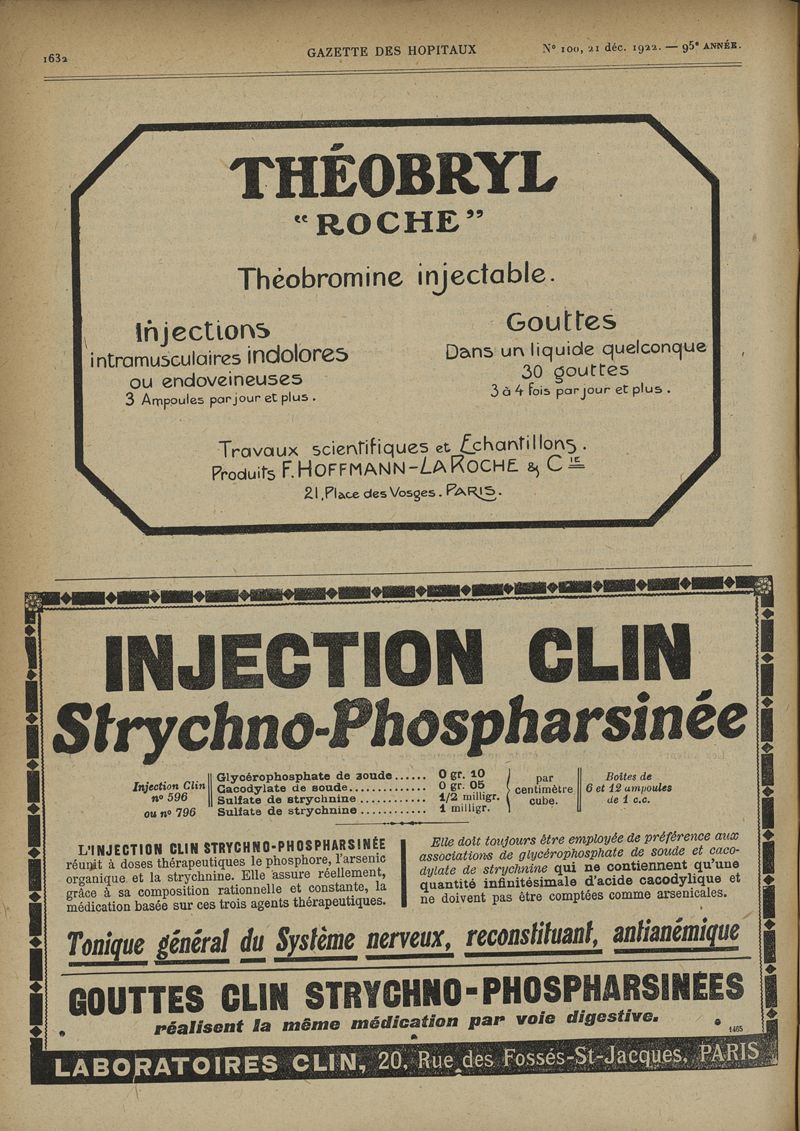 1632
GAZETTE DES HOPITAUX
N° 100, 21 déc. 1922. — 95e ANNÉE.
THÉOBRYL
"ROCHE"
Théobromine injectable.
Injections
intramusculaires indolores
ou endoveineuses
3 Ampoules par jour et plus.
Gouttes
Dans un liquide quelconque
30 gouttes
3 à 4 fois par jour et plus.
Travaux scientifiques et Échantillons.
Produits F. HOFFMANN-LA ROCHE & Cie
21, Place des Vosges. PARIS.
INJECTION CLIN
Strychno-Phospharsinée
Injection Clin
n° 596
ou n° 796
Glycérophosphate de soude...... 0 gr. 10
Cacodylate de soude.............. 0 gr. 05
Sulfate de strychnine ............ 1/2 milligr.
Sulfate de strychnine ............ 1 milligr.
par
centimètre
cube.
Boîtes de
6 et 12 ampoules
de 1 c.c.
L'INJECTION CLIN STRYCHNO-PHOSPHARSINÉE
réunit à doses thérapeutiques le phosphore, l'arsenic
organique et la strychnine. Elle assure réellement,
grâce à sa composition rationnelle et constante, la
médication basée sur ces trois agents thérapeutiques.
Elle doit toujours être employée de préférence aux
associations de glycérophosphate de soude et caco-
dylate de strychnine qui ne contiennent qu'une
quantité infinitésimale d'acide cacodylique et
ne doivent pas être comptées comme arsenicales.
Tonique général du Système nerveux, reconstituant, antianémique
GOUTTES CLIN STRYCHNO-PHOSPHARSINÉES
réalisent la même médication par voie digestive.
1465
LABORATOIRES CLIN, 20, Rue des Fossés-St-Jacques, PARIS